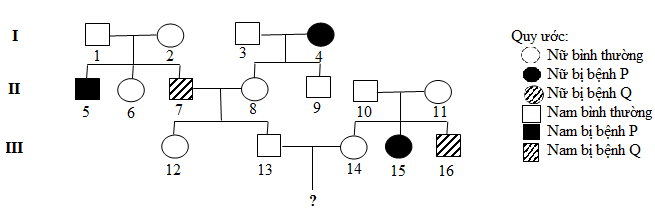 I
1
2
3
4
II
5
6
7
8
9
10
11
III
12
13
14
15
16
?
Quy ước:
Nữ bình thường
Nữ bị bệnh P
Nữ bị bệnh Q
Nam bình thường
Nam bị bệnh P
Nam bị bệnh Q